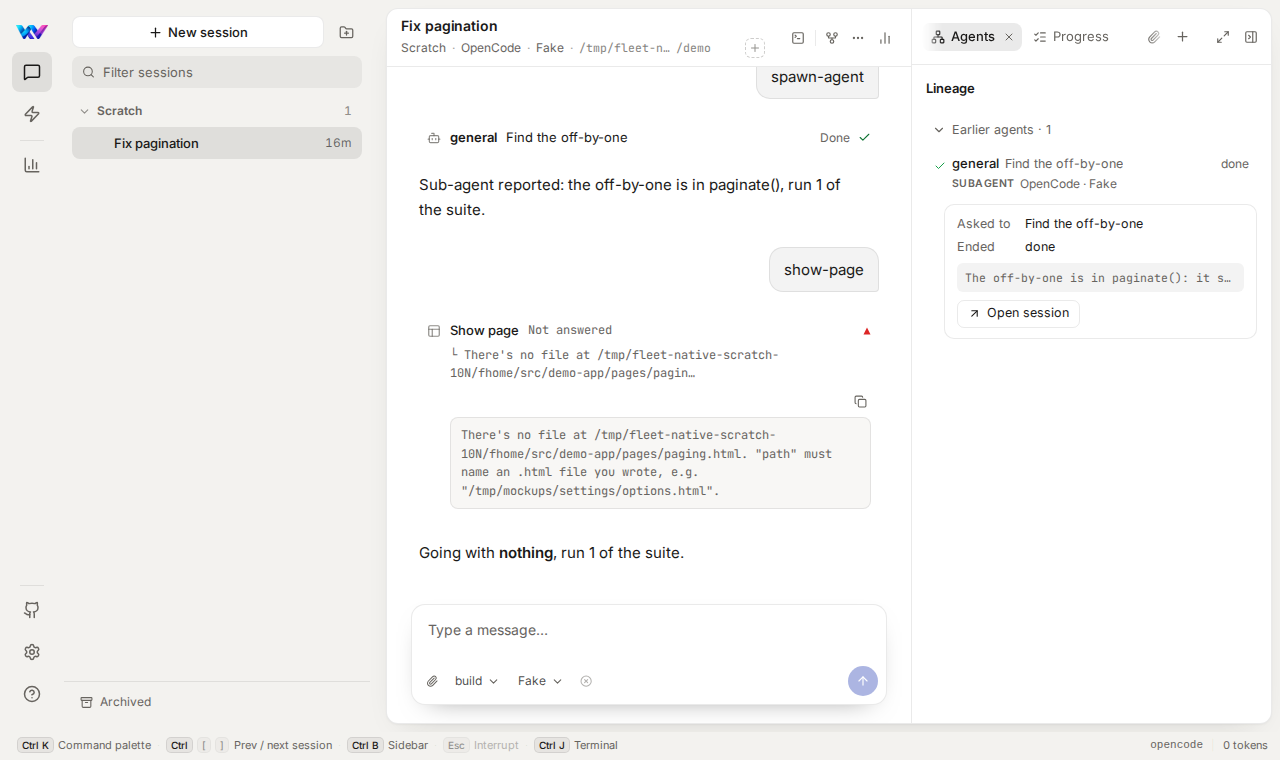 New session
Filter sessions
Scratch 1
Fix pagination 16m
Archived
Fix pagination
Scratch · OpenCode · Fake · /tmp/fleet-n… /demo
spawn-agent
general Find the off-by-one Done
Sub-agent reported: the off-by-one is in paginate(), run 1 of
the suite.
show-page
Show page Not answered
└ There's no file at /tmp/fleet-native-scratch-
10N/fhome/src/demo-app/pages/pagin…
There's no file at /tmp/fleet-native-scratch-
10N/fhome/src/demo-app/pages/paging.html. "path" must
name an .html file you wrote, e.g.
"/tmp/mockups/settings/options.html".
Going with nothing, run 1 of the suite.
Type a message...
build Fake
Agents Progress
Lineage
Earlier agents · 1
general Find the off-by-one done
SUBAGENT OpenCode · Fake
Asked to Find the off-by-one
Ended done
The off-by-one is in paginate(): it s…
Open session
Ctrl K Command palette Ctrl [ ] Prev / next session Ctrl B Sidebar Esc Interrupt Ctrl J Terminal opencode 0 tokens